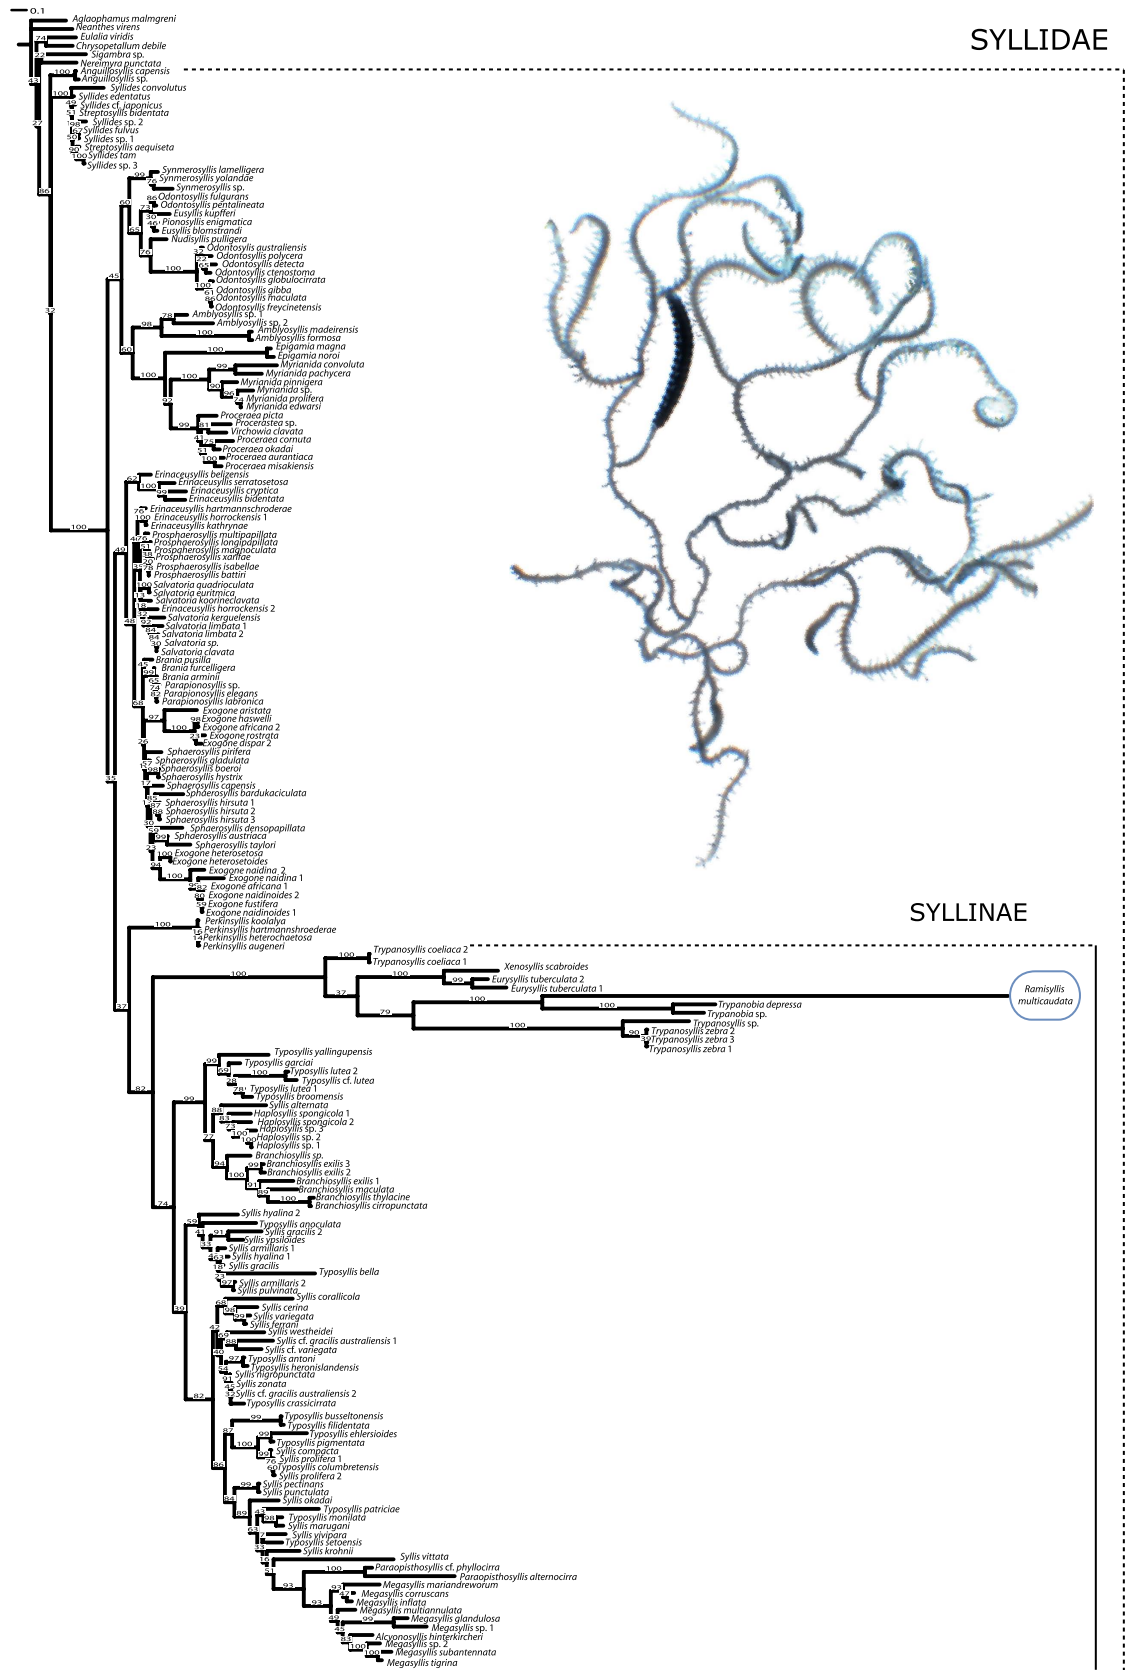 0.1
SYLLIDAE
Aglaophamus malmgreni
Neanthes virens
Eulalia viridis
Chrysopetallum debile
Sigambra sp.
Nereimyra punctata
Anguillosyllis capensis
Anguillosyllis sp.
Syllides convolutus
Syllides edentatus
Syllides cf. japonicus
Streptosyllis bidentata
Syllides sp. 2
Syllides fulvus
Syllides sp. 1
Streptosyllis aequiseta
Syllides tam
Syllides sp. 3
Synmerosyllis lamelligera
Synmerosyllis yolandae
Synmerosyllis sp.
Odontosyllis fulgurans
Odontosyllis pentalineata
Eusyllis kupfferi
Pionosyllis enigmatica
Eusyllis blomstrandi
Nudisyllis pulligera
Odontosylis australiensis
Odontosyllis polycera
Odontosyllis detecta
Odontosyllis ctenostoma
Odontosyllis globulocirrata
Odontosyllis gibba
Odontosyllis maculata
Odontosyllis freycinetensis
Amblyosyllis sp. 1
Amblyosyllis sp. 2
Amblyosyllis madeirensis
Amblyosyllis formosa
Epigamia magna
Epigamia noroi
Myrianida convoluta
Myrianida pachycera
Myrianida pinnigera
Myrianida sp.
Myrianida prolifera
Myrianida edwarsi
Proceraea picta
Procerastea sp.
Virchowia clavata
Proceraea cornuta
Proceraea okadai
Proceraea aurantiaca
Proceraea misakiensis
Erinaceusyllis belizensis
Erinaceusyllis serratosetosa
Erinaceusyllis cryptica
Erinaceusyllis bidentata
Erinaceusyllis hartmannschroderae
Erinaceusyllis horrockensis 1
Erinaceusyllis kathrynae
Prosphaerosyllis multipapillata
Prosphaerosyllis longipapillata
Prospaherosyllis magnoculata
Prosphaerosyllis xarifae
Prosphaerosyllis isabellae
Prosphaerosyllis battiri
Salvatoria quadrioculata
Salvatoria euritmica
Salvatoria koorineclavata
Erinaceusyllis horrockensis 2
Salvatoria kerguelensis
Salvatoria limbata 1
Salvatoria limbata 2
Salvatoria sp.
Salvatoria clavata
Brania pusilla
Brania furcelligera
Brania arminii
Parapionosyllis sp.
Parapionosyllis elegans
Parapionosyllis labronica
Exogone aristata
Exogone haswelli
Exogone africana 2
Exogone rostrata
Exogone dispar 2
Sphaerosyllis pirifera
Sphaerosyllis gladulata
Sphaerosyllis boeroi
Sphaerosyllis hystrix
Sphaerosyllis capensis
Sphaerosyllis bardukaciculata
Sphaerosyllis hirsuta 1
Sphaerosyllis hirsuta 2
Sphaerosyllis hirsuta 3
Sphaerosyllis densopapillata
Sphaerosyllis austriaca
Sphaerosyllis taylori
Exogone heterosetosa
Exogone heterosetoides
Exogone naidina 2
Exogone naidina 1
Exogone africana 1
Exogone naidinoides 2
Exogone fustifera
Exogone naidinoides 1
SYLLINAE
Perkinsyllis koolalya
Perkinsyllis hartmannshroederae
Perkinsyllis heterochaetosa
Perkinsyllis augeneri
Trypanosyllis coeliaca 2
Trypanosyllis coeliaca 1
Xenosyllis scabroides
Eurysyllis tuberculata 2
Eurysyllis tuberculata 1
Ramisyllis
multicaudata
Trypanobia depressa
Trypanobia sp.
Trypanosyllis sp.
Trypanosyllis zebra 2
Trypanosyllis zebra 3
Trypanosyllis zebra 1
Typosyllis yallingupensis
Typosyllis garciai
Typosyllis lutea 2
Typosyllis cf. lutea
Typosyllis lutea 1
Typosyllis broomensis
Syllis alternata
Haplosyllis spongicola 1
Haplosyllis spongicola 2
Haplosyllis sp. 3
Haplosyllis sp. 2
Haplosyllis sp. 1
Branchiosyllis sp.
Branchiosyllis exilis 3
Branchiosyllis exilis 2
Branchiosyllis exilis 1
Branchiosyllis maculata
Branchiosyllis thylacine
Branchiosyllis cirropunctata
Syllis hyalina 2
Typosyllis anoculata
Syllis gracilis 2
Syllis ypsiloides
Syllis armillaris 1
Syllis hyalina 1
Syllis gracilis
Typosyllis bella
Syllis armillaris 2
Syllis pulvinata
Syllis corallicola
Syllis cerina
Syllis variegata
Syllis ferrani
Syllis westheidei
Syllis cf. gracilis australiensis 1
Syllis cf. variegata
Typosyllis antoni
Typosyllis heronislandensis
Syllis nigropunctata
Syllis zonata
Syllis cf. gracilis australiensis 2
Typosyllis crassicirrata
Typosyllis busseltonensis
Typosyllis filidentata
Typosyllis ehlersioides
Typosyllis pigmentata
Syllis compacta
Syllis prolifera 1
Typosyllis columbretensis
Syllis prolifera 2
Syllis pectinans
Syllis punctulata
Syllis okadai
Typosyllis patriciae
Typosyllis monilata
Syllis marugani
Syllis vivipara
Typosyllis setoensis
Syllis krohnii
Syllis vittata
Paraopisthosyllis cf. phyllocirra
Paraopisthosyllis alternocirra
Megasyllis mariandreworum
Megasyllis corruscans
Megasyllis inflata
Megasyllis multiannulata
Megasyllis glandulosa
Megasyllis sp. 1
Alcyonosyllis hinterkircheri
Megasyllis sp. 2
Megasyllis subantennata
Megasyllis tigrina